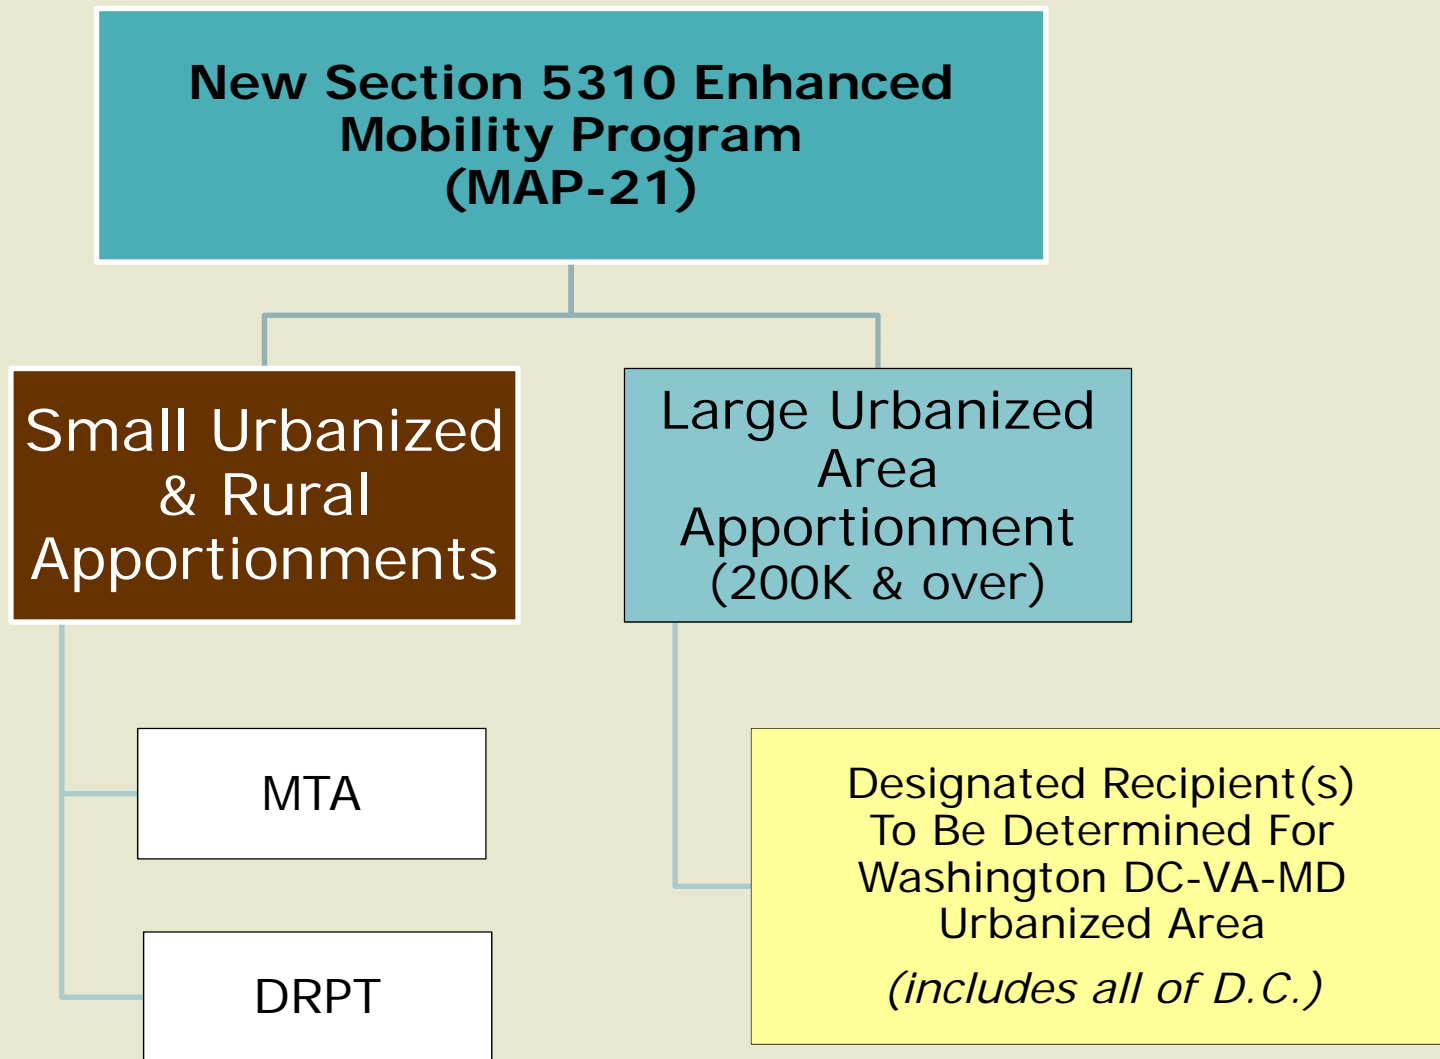 New Section 5310 Enhanced
Mobility Program
(MAP-21)
Small Urbanized
& Rural
Apportionments
Large Urbanized
Area
Apportionment
(200K & over)
MTA
DRPT
Designated Recipient(s)
To Be Determined For
Washington DC-VA-MD
Urbanized Area
(includes all of D.C.)